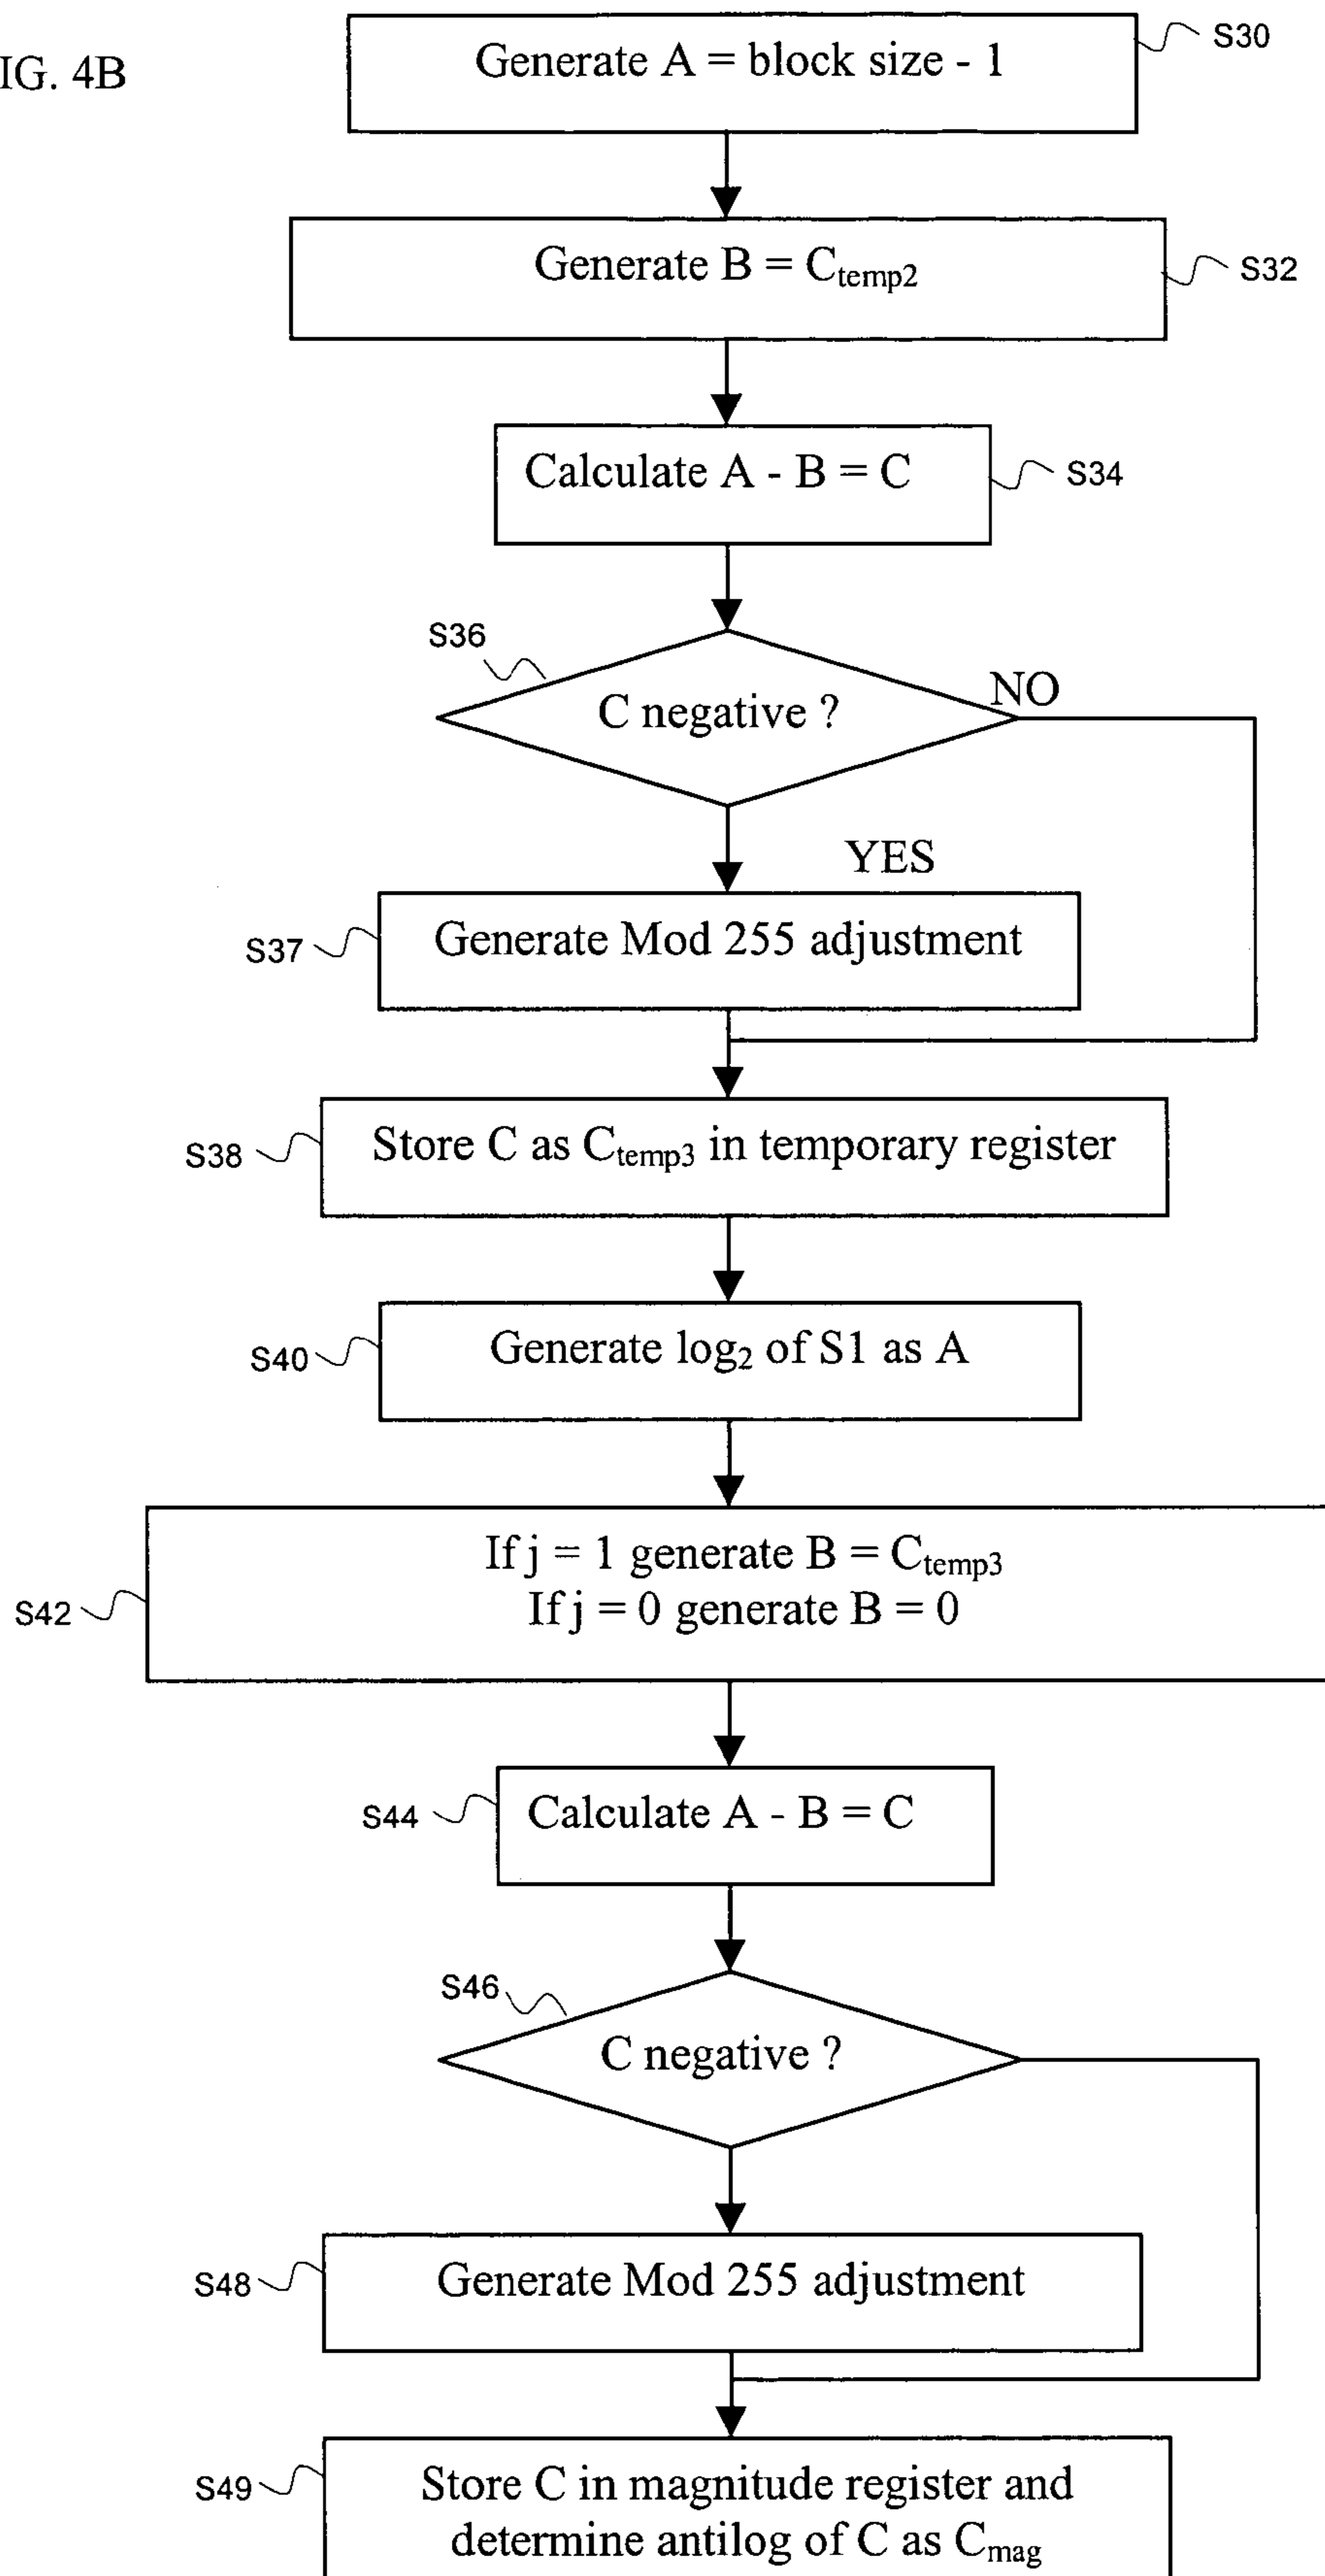 IG. 4B
Generate A = block size - 1
S30
Generate B = Ctemp2
S32
Calculate A - B = C
S34
S36
C negative ?
NO
YES
S37
Generate Mod 255 adjustment
S38
Store C as Ctemp3 in temporary register
S40
Generate log2 of S1 as A
S42
If j = 1 generate B = Ctemp3
If j = 0 generate B = 0
S44
Calculate A - B = C
S46
C negative ?
S48
Generate Mod 255 adjustment
S49
Store C in magnitude register and
determine antilog of C as Cmag